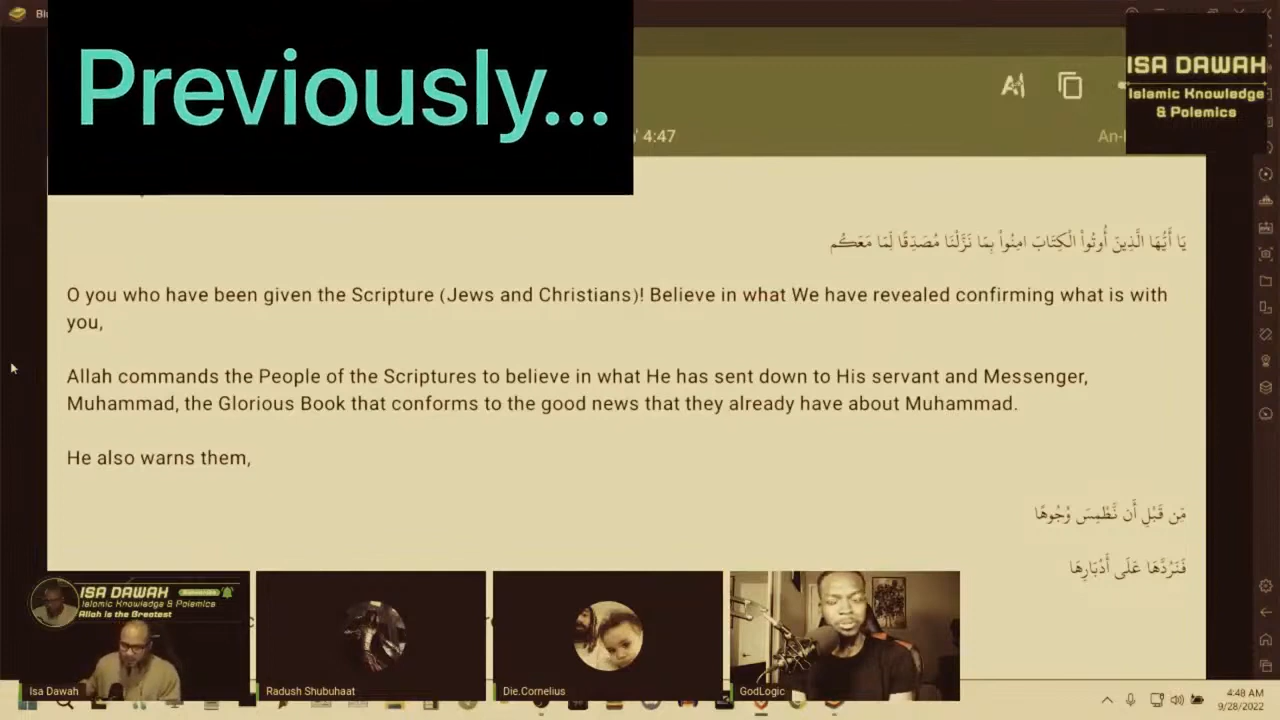 Previously...
ISA DAWAH
Islamic Knowledge
& Polemics
4:47
يَا أَيُّهَا الَّذِينَ أُوتُواْ الْكِتَابَ امِنُواْ بِمَا نَزَّلْنَا مُصَدِّقًا لِّمَا مَعَكُم
O you who have been given the Scripture (Jews and Christians)! Believe in what We have revealed confirming what is with
you,
Allah commands the People of the Scriptures to believe in what He has sent down to His servant and Messenger,
Muhammad, the Glorious Book that conforms to the good news that they already have about Muhammad.
He also warns them,
مِّن قَبْلِ أَن نَّطْمِسَ وُجُوهًا
فَنَرُدَّهَا عَلَى أَدْبَارِهَا
ISA DAWAH
Islamic Knowledge & Polemics
Allah is the Greatest
Isa Dawah
Radush Shubuhaat
Die.Cornelius
GodLogic
4:48 AM
9/28/2022